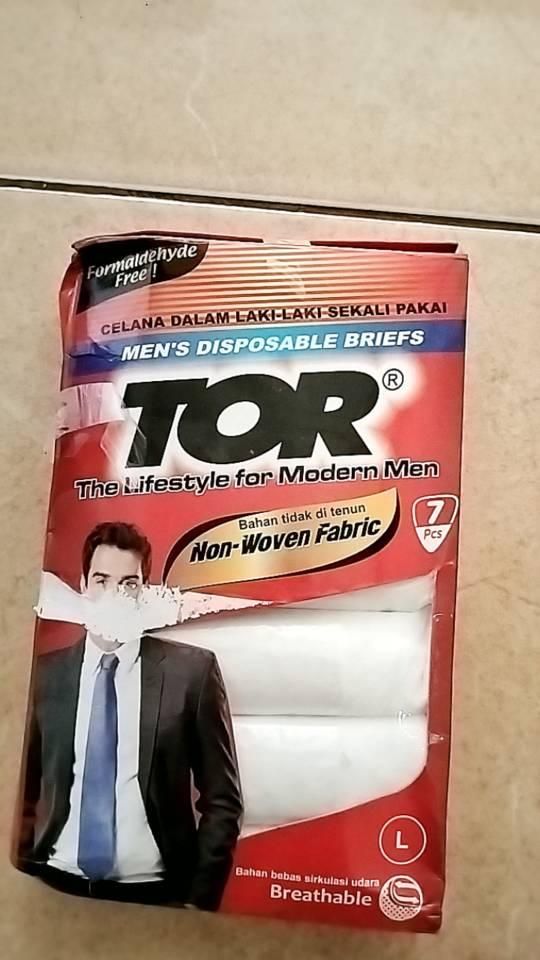 Formaldehyde
Free !
CELANA DALAM LAKI-LAKI SEKALI PAKAI
MEN'S DISPOSABLE BRIEFS
TOR®
The Lifestyle for Modern Men
Bahan tidak di tenun
Non-Woven Fabric
7
Pcs
L
Bahan bebas sirkulasi udara
Breathable